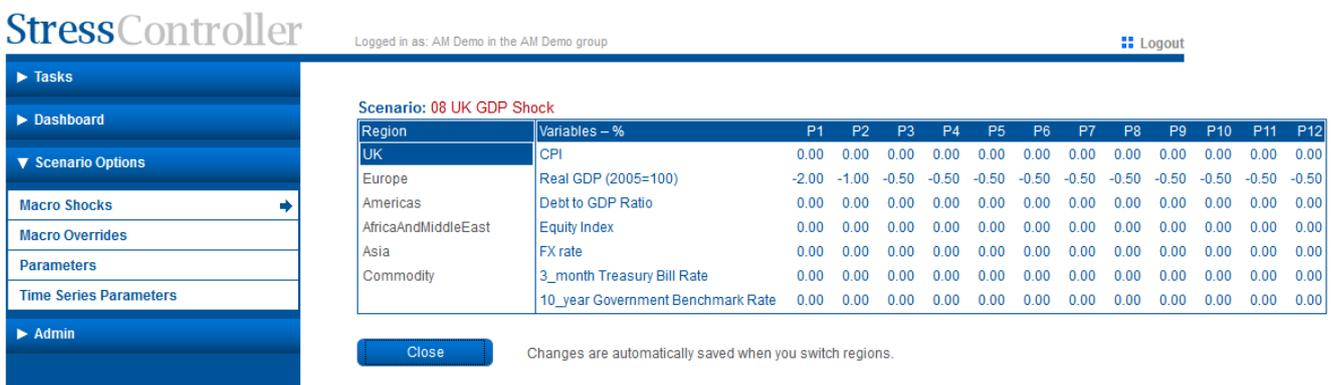 StressController
Logged in as: AM Demo in the AM Demo group
Logout
Tasks
Dashboard
Scenario Options
Macro Shocks
Macro Overrides
Parameters
Time Series Parameters
Admin
Scenario: 08 UK GDP Shock
Region Variables – % P1 P2 P3 P4 P5 P6 P7 P8 P9 P10 P11 P12
UK CPI 0.00 0.00 0.00 0.00 0.00 0.00 0.00 0.00 0.00 0.00 0.00 0.00
Europe Real GDP (2005=100) -2.00 -1.00 -0.50 -0.50 -0.50 -0.50 -0.50 -0.50 -0.50 -0.50 -0.50 -0.50
Americas Debt to GDP Ratio 0.00 0.00 0.00 0.00 0.00 0.00 0.00 0.00 0.00 0.00 0.00 0.00
AfricaAndMiddleEast Equity Index 0.00 0.00 0.00 0.00 0.00 0.00 0.00 0.00 0.00 0.00 0.00 0.00
Asia FX rate 0.00 0.00 0.00 0.00 0.00 0.00 0.00 0.00 0.00 0.00 0.00 0.00
Commodity 3_month Treasury Bill Rate 0.00 0.00 0.00 0.00 0.00 0.00 0.00 0.00 0.00 0.00 0.00 0.00
10_year Government Benchmark Rate 0.00 0.00 0.00 0.00 0.00 0.00 0.00 0.00 0.00 0.00 0.00 0.00
Close Changes are automatically saved when you switch regions.